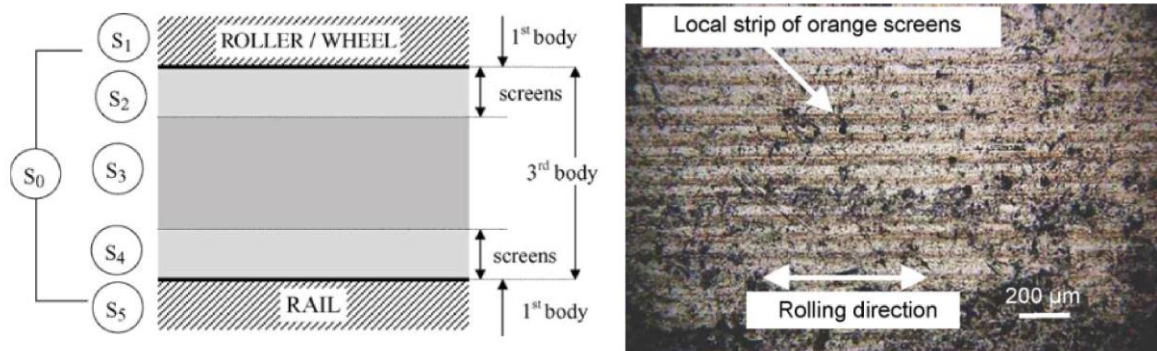 S₁
ROLLER / WHEEL
1ˢᵗ body
S₂
screens
S₀
S₃
3ʳᵈ body
S₄
screens
S₅
RAIL
1ˢᵗ body
Local strip of orange screens
Rolling direction
200 µm